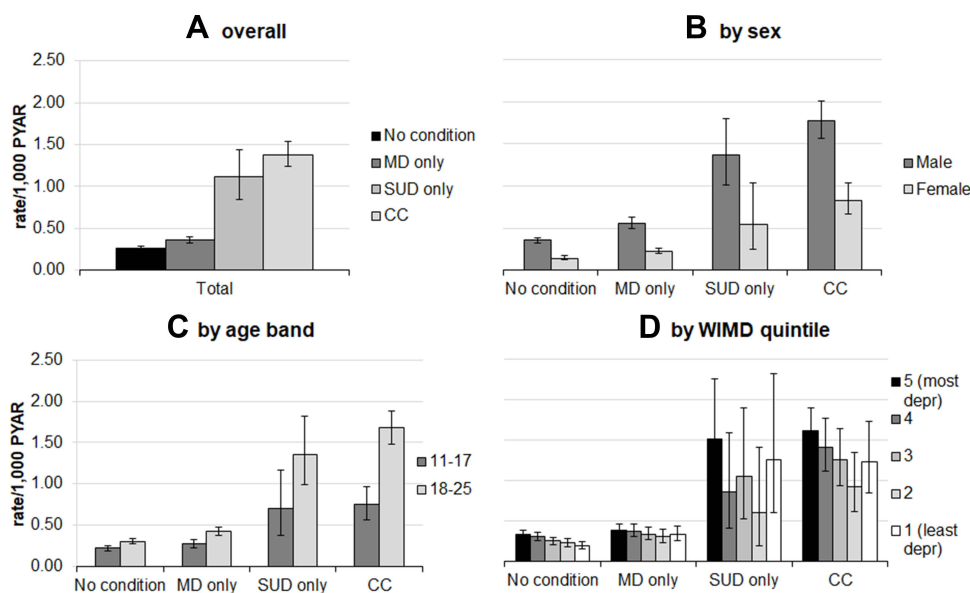 A overall
2.50
2.00
1.50
1.00
0.50
0.00
rate/1,000 PYAR
Total
No condition
MD only
SUD only
CC
B by sex
No condition
MD only
SUD only
CC
Male
Female
C by age band
2.50
2.00
1.50
1.00
0.50
0.00
rate/1,000 PYAR
No condition
MD only
SUD only
CC
11-17
18-25
D by WIMD quintile
No condition
MD only
SUD only
CC
5 (most
depr)
4
3
2
1 (least
depr)